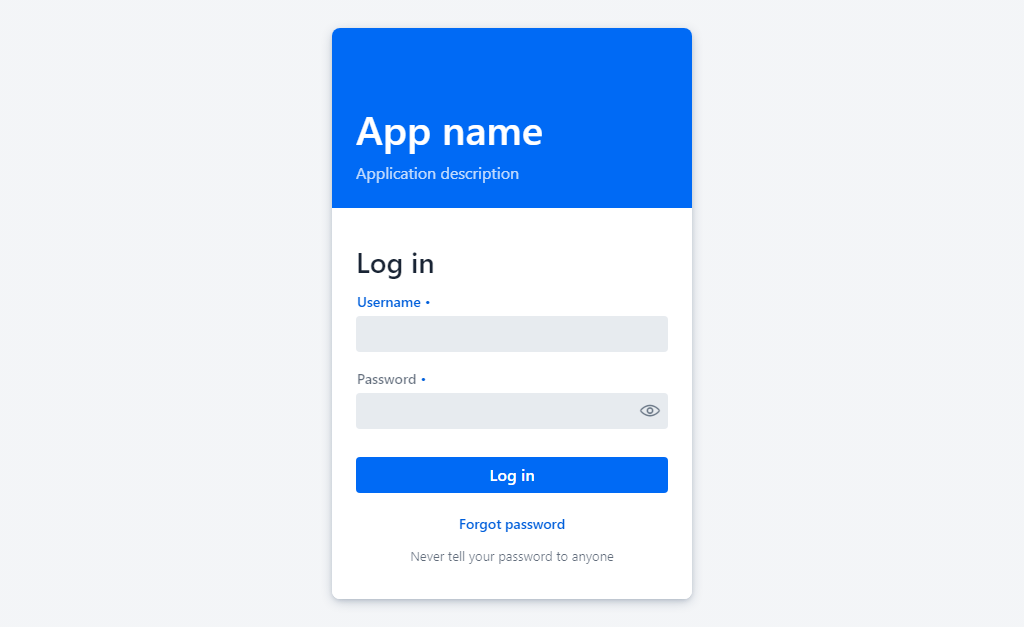 App name
Application description
Log in
Username •
Password •
Log in
Forgot password
Never tell your password to anyone